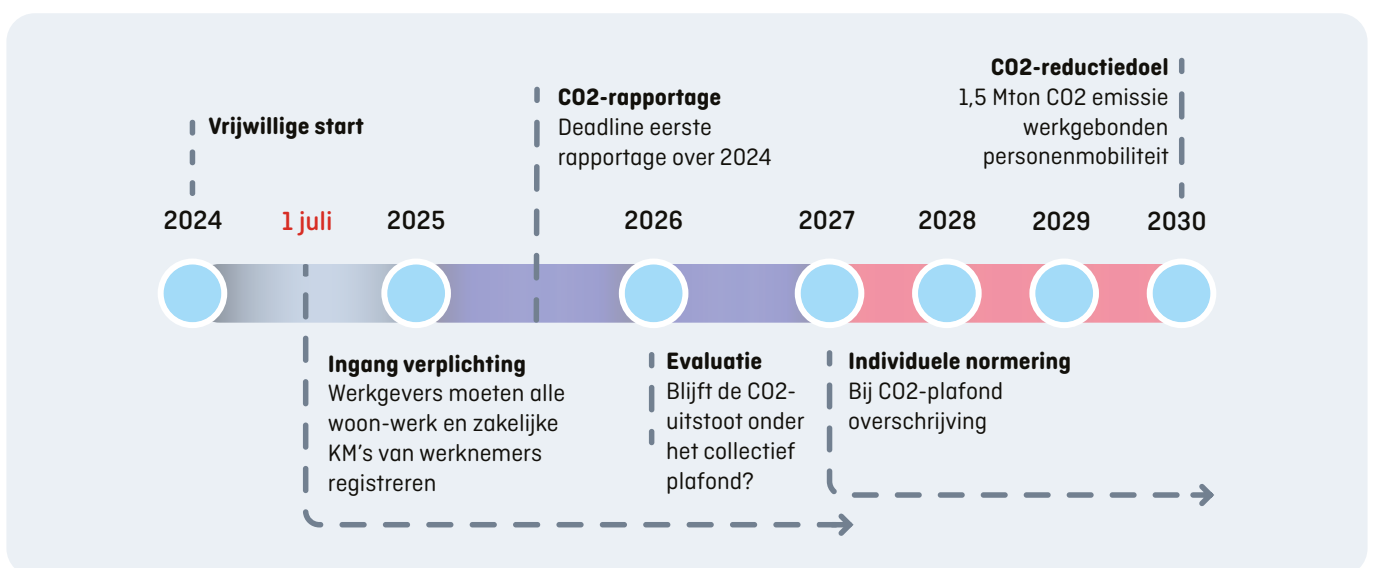 Vrijwillige start
CO2-rapportage
Deadline eerste
rapportage over 2024
CO2-reductiedoel
1,5 Mton CO2 emissie
werkgebonden
personenmobiliteit
2024
1 juli
2025
2026
2027
2028
2029
2030
Ingang verplichting
Werkgevers moeten alle
woon-werk en zakelijke
KM's van werknemers
registreren
Evaluatie
Blijft de CO2-
uitstoot onder
het collectief
plafond?
Individuele normering
Bij CO2-plafond
overschrijving